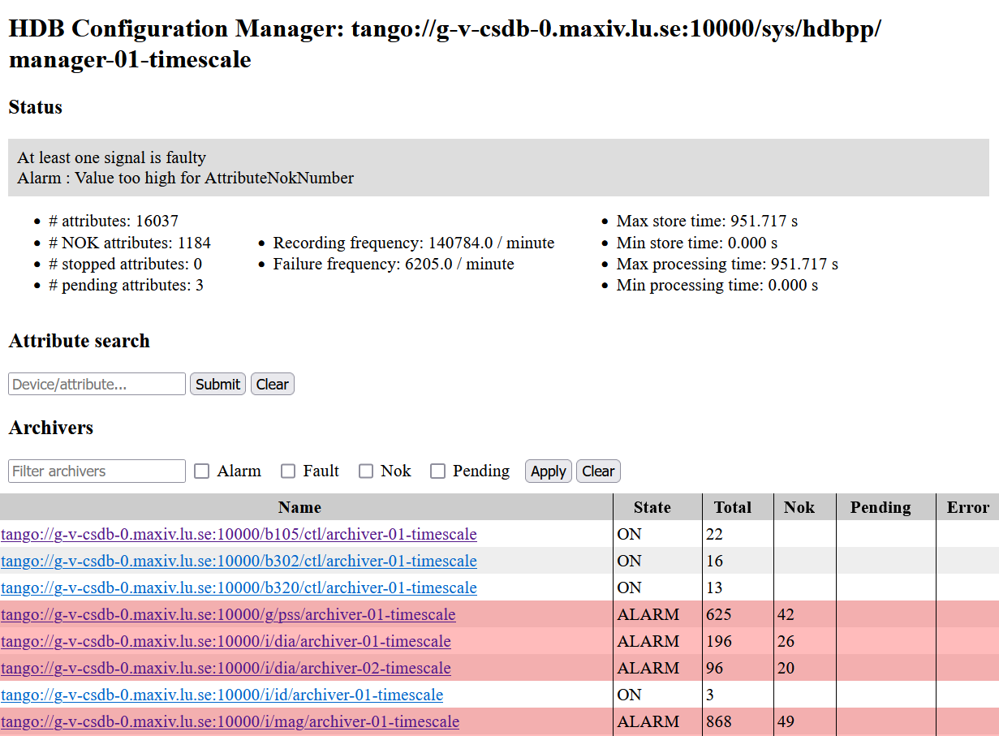 HDB Configuration Manager: tango://g-v-csdb-0.maxiv.lu.se:10000/sys/hdbpp/
manager-01-timescale
Status
At least one signal is faulty
Alarm : Value too high for AttributeNokNumber
# attributes: 16037
# NOK attributes: 1184
# stopped attributes: 0
# pending attributes: 3
Recording frequency: 140784.0 / minute
Failure frequency: 6205.0 / minute
Max store time: 951.717 s
Min store time: 0.000 s
Max processing time: 951.717 s
Min processing time: 0.000 s
Attribute search
Device/attribute... Submit Clear
Archivers
Filter archivers Alarm Fault Nok Pending Apply Clear
Name State Total Nok Pending Error
tango://g-v-csdb-0.maxiv.lu.se:10000/b105/ctl/archiver-01-timescale ON 22
tango://g-v-csdb-0.maxiv.lu.se:10000/b302/ctl/archiver-01-timescale ON 16
tango://g-v-csdb-0.maxiv.lu.se:10000/b320/ctl/archiver-01-timescale ON 13
tango://g-v-csdb-0.maxiv.lu.se:10000/g/pss/archiver-01-timescale ALARM 625 42
tango://g-v-csdb-0.maxiv.lu.se:10000/i/dia/archiver-01-timescale ALARM 196 26
tango://g-v-csdb-0.maxiv.lu.se:10000/i/dia/archiver-02-timescale ALARM 96 20
tango://g-v-csdb-0.maxiv.lu.se:10000/i/id/archiver-01-timescale ON 3
tango://g-v-csdb-0.maxiv.lu.se:10000/i/mag/archiver-01-timescale ALARM 868 49